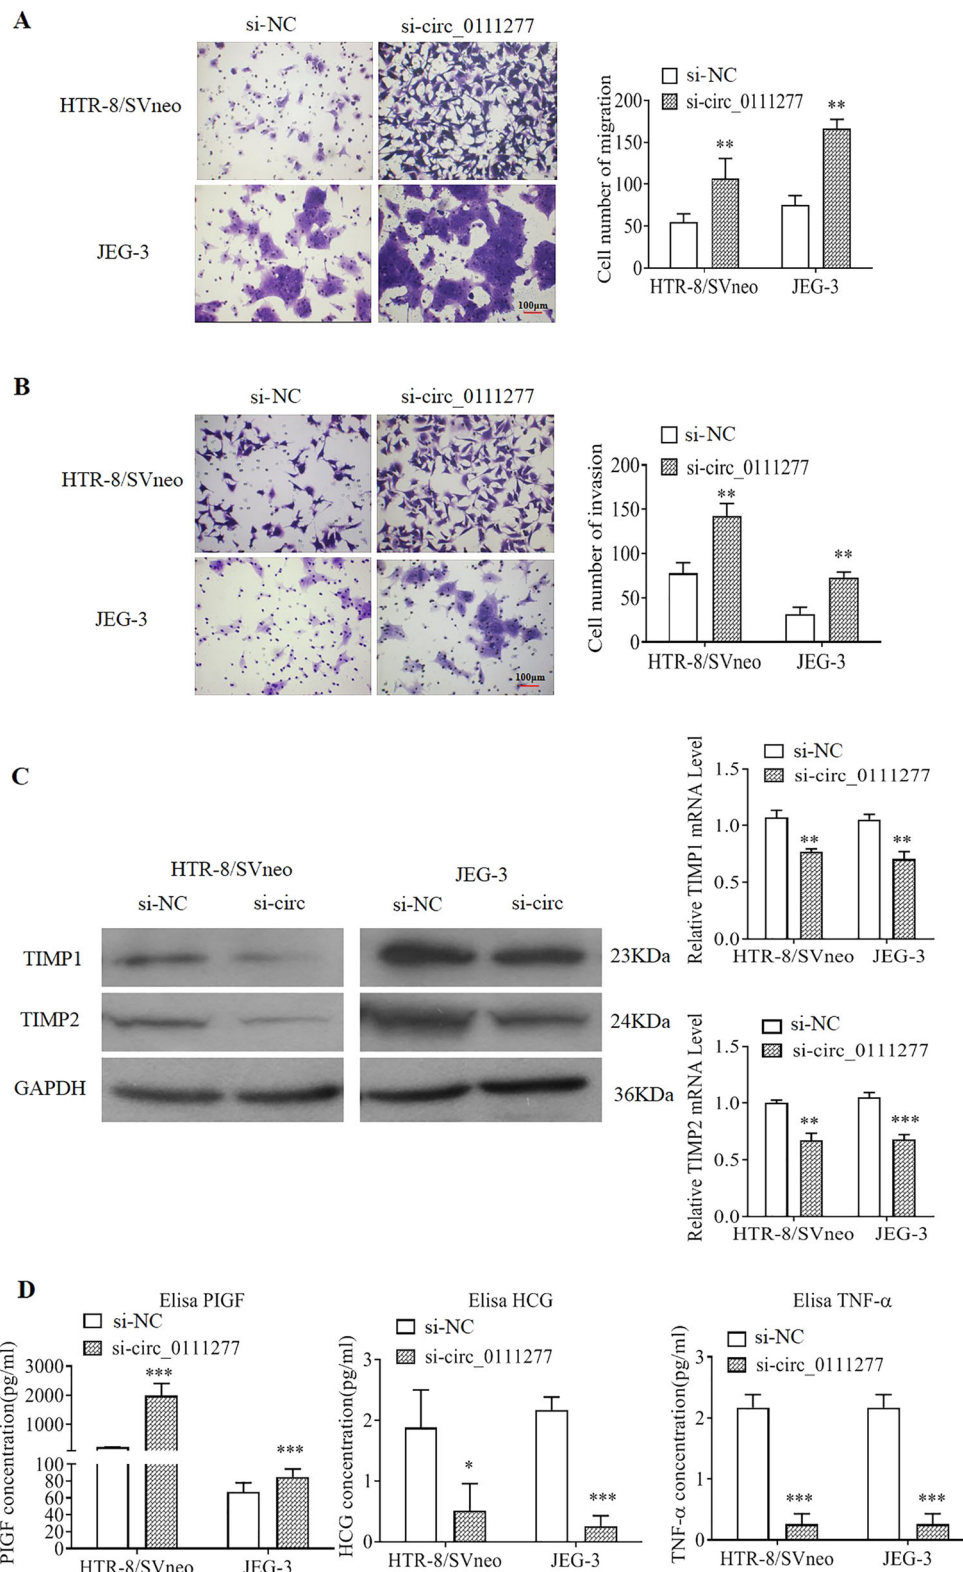 A
si-NC
si-circ_0111277
HTR-8/SVneo
JEG-3
100μm
si-NC
si-circ_0111277
Cell number of migration
200
150
100
50
0
**
**
HTR-8/SVneo
JEG-3
B
si-NC
si-circ_0111277
HTR-8/SVneo
JEG-3
100μm
si-NC
si-circ_0111277
Cell number of invasion
200
150
100
50
0
**
**
HTR-8/SVneo
JEG-3
C
HTR-8/SVneo
JEG-3
si-NC
si-circ
si-NC
si-circ
TIMP1
23KDa
TIMP2
24KDa
GAPDH
36KDa
si-NC
si-circ_0111277
Relative TIMP1 mRNA Level
1.5
1.0
0.5
0.0
**
**
HTR-8/SVneo
JEG-3
si-NC
si-circ_0111277
Relative TIMP2 mRNA Level
1.5
1.0
0.5
0.0
**
***
HTR-8/SVneo
JEG-3
D
Elisa PIGF
si-NC
si-circ_0111277
PIGF concentration(pg/ml)
3000
2000
1000
100
80
60
40
20
0
***
***
HTR-8/SVneo
JEG-3
Elisa HCG
si-NC
si-circ_0111277
HCG concentration(pg/ml)
3
2
1
0
*
***
HTR-8/SVneo
JEG-3
Elisa TNF-α
si-NC
si-circ_0111277
TNF-α concentration(pg/ml)
3
2
1
0
***
***
HTR-8/SVneo
JEG-3